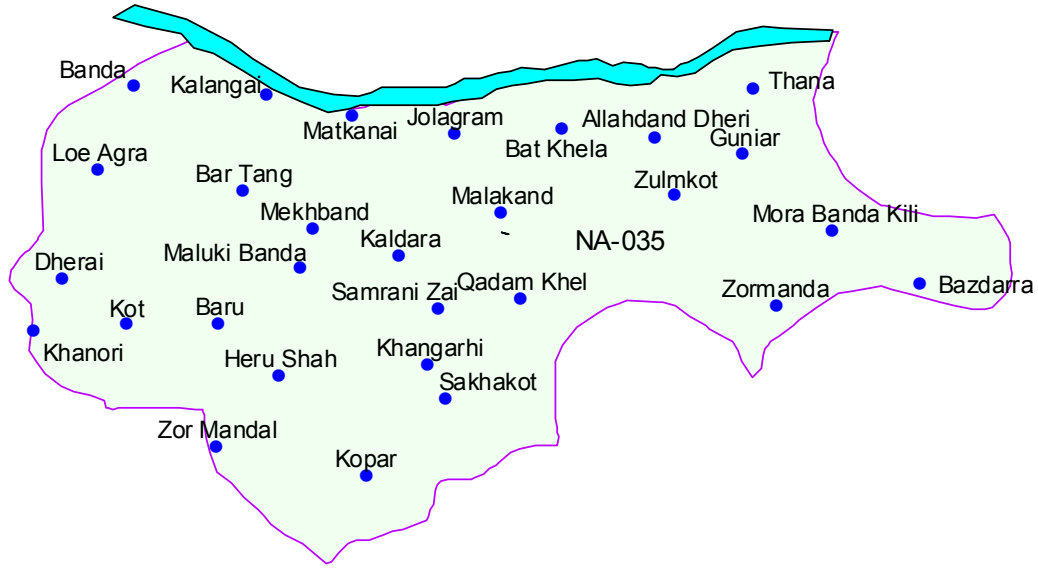 Banda
Kalangai
Thana
Matkanai
Jolagram
Allahdand Dheri
Bat Khela
Guniar
Loe Agra
Bar Tang
Zulmkot
Malakand
Mekhband
Mora Banda Kili
Kaldara
NA-035
Maluki Banda
Dherai
Qadam Khel
Samrani Zai
Zormanda
Bazdarra
Kot
Baru
Khanori
Heru Shah
Khangarhi
Sakhakot
Zor Mandal
Kopar